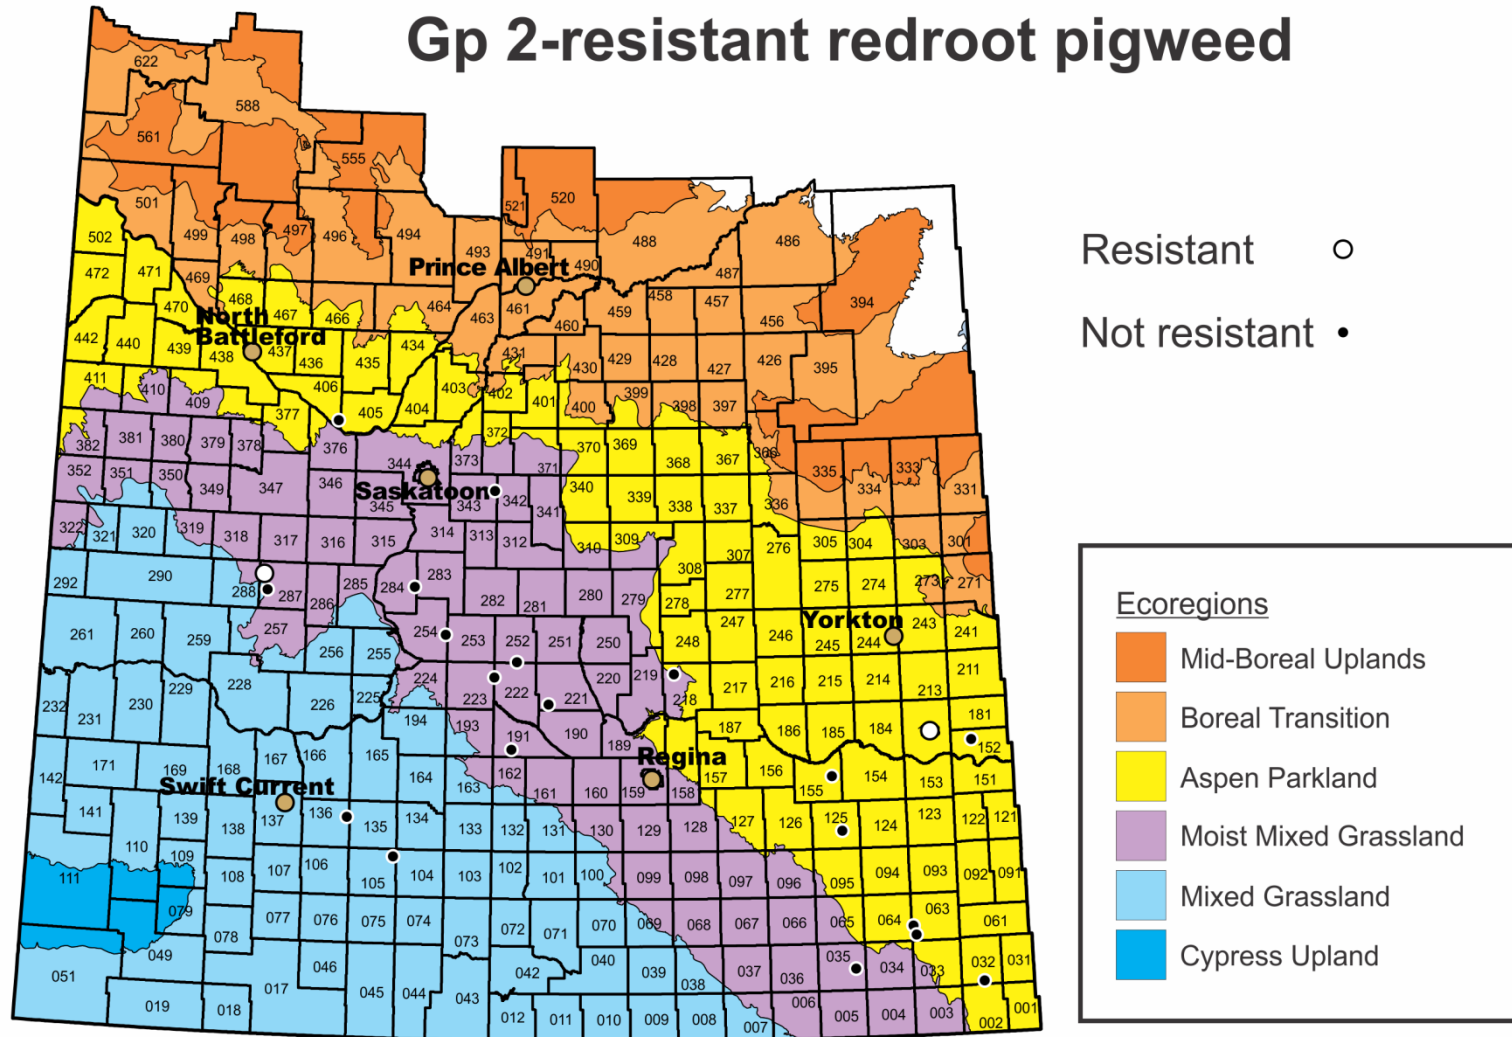 Gp 2-resistant redroot pigweed
622
588
561
555
Resistant
Not resistant
521 520
501
499 498 497 496 494 493 491 490 488 487 486
502
472 471 469
Prince Albert
470 468 467 466 464 463 461 460 459 458 457 456 394
North
Battleford
442 440 439 438 437 436 435 434 431 430 429 428 427 426 395
411 410 409 406 405 404 403 402 401 400 399 398 397
377
382 381 380 379 378 376 344 373 372 371 370 369 368 367 366 335 333
352 351 350 349 347 346 345 343 342 341 340 339 338 337 336 334 331
Saskatoon
322 321 320 319 318 317 316 315 314 313 312 310 309 307 276 305 304 303 301
292 290 288 287 286 285 284 283 282 281 280 279 308 278 277 275 274 273 271
261 260 259 257 256 255 254 253 252 251 250 248 247 246 245 244 243 241
Yorkton
232 231 230 229 228 226 225 224 223 222 221 220 219 218 217 216 215 214 213 211
194 193 191 190 189 187 186 185 184 181
Regina
142 171 169 168 167 166 165 164 163 162 161 160 159 158 157 156 155 154 153 152 151
Swift Current
141 139 138 137 136 135 134 133 132 131 130 129 128 127 126 125 124 123 122 121
111 110 109 108 107 106 105 104 103 102 101 100 099 098 097 096 095 094 093 092 091
079 078 077 076 075 074 073 072 071 070 069 068 067 066 065 064 063 061
051 049 046 045 044 043 042 040 039 038 037 036 035 034 033 032 031
019 018 017 012 011 010 009 008 007 006 005 004 003 002 001
Ecoregions
Mid-Boreal Uplands
Boreal Transition
Aspen Parkland
Moist Mixed Grassland
Mixed Grassland
Cypress Upland